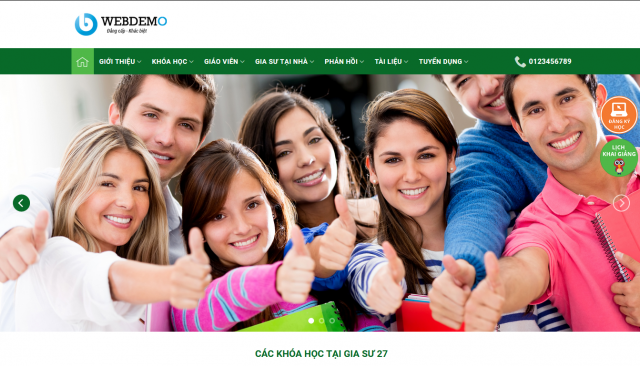 WEBDEMO
Đẳng cấp - Khác biệt
GIỚI THIỆU KHÓA HỌC GIÁO VIÊN GIA SƯ TẠI NHÀ PHẢN HỒI TÀI LIỆU TUYỂN DỤNG 0123456789
ĐĂNG KÝ
HỌC
LỊCH
KHAI GIẢNG
CÁC KHÓA HỌC TẠI GIA SƯ 27